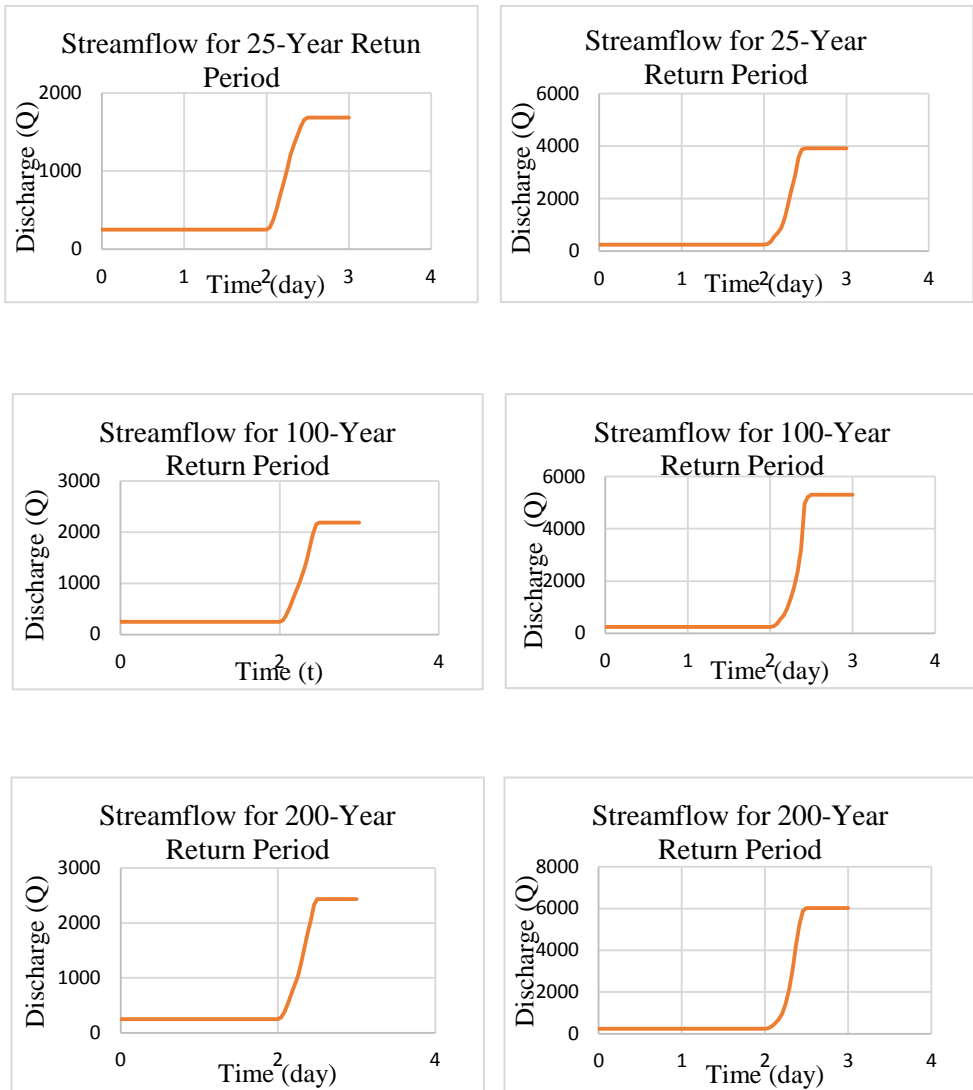 Streamflow for 25-Year Retun
Period
2000
1000
0
Discharge (Q)
0 1 2 3 4
Time (day)
Streamflow for 25-Year
Return Period
6000
4000
2000
0
Discharge (Q)
0 1 2 3 4
Time (day)
Streamflow for 100-Year
Return Period
3000
2000
1000
0
Discharge (Q)
0 2 4
Time (t)
Streamflow for 100-Year
Return Period
6000
4000
2000
0
Discharge (Q)
0 1 2 3 4
Time (day)
Streamflow for 200-Year
Return Period
3000
2000
1000
0
Discharge (Q)
0 2 4
Time (day)
Streamflow for 200-Year
Return Period
8000
6000
4000
2000
0
Discharge (Q)
0 1 2 3 4
Time (day)